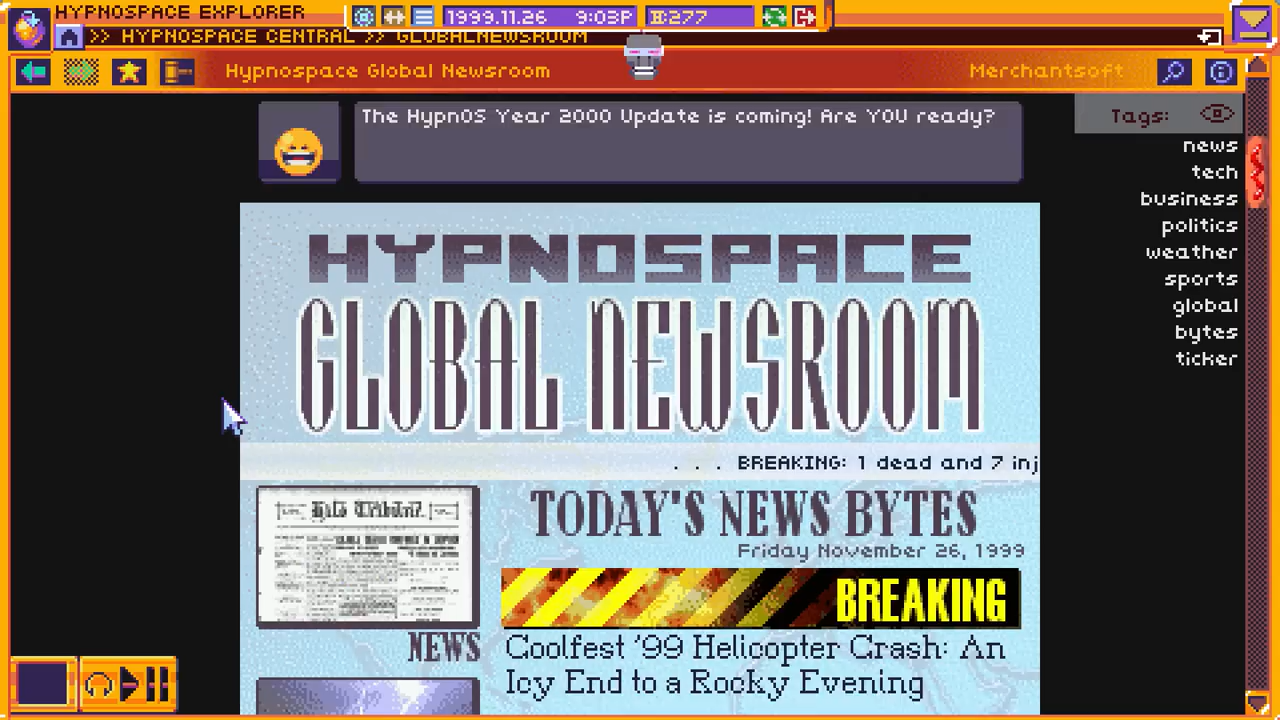 HYPNOSPACE EXPLORER
1999.11.26 9:03P 277
>> HYPNOSPACE CENTRAL >> GLOBALNEWSROOM
Hypnospace Global Newsroom
Merchantsoft
The HypnOS Year 2000 Update is coming! Are YOU ready?
Tags:
news
tech
business
politics
weather
sports
global
bytes
ticker
HYPNOSPACE
GLOBAL NEWSROOM
. . . BREAKING: 1 dead and 7 inj
TODAY'S NEWS BYTES
Friday November 26, 1999
BREAKING
NEWS
Coolfest '99 Helicopter Crash: An
Icy End to a Rocky Evening